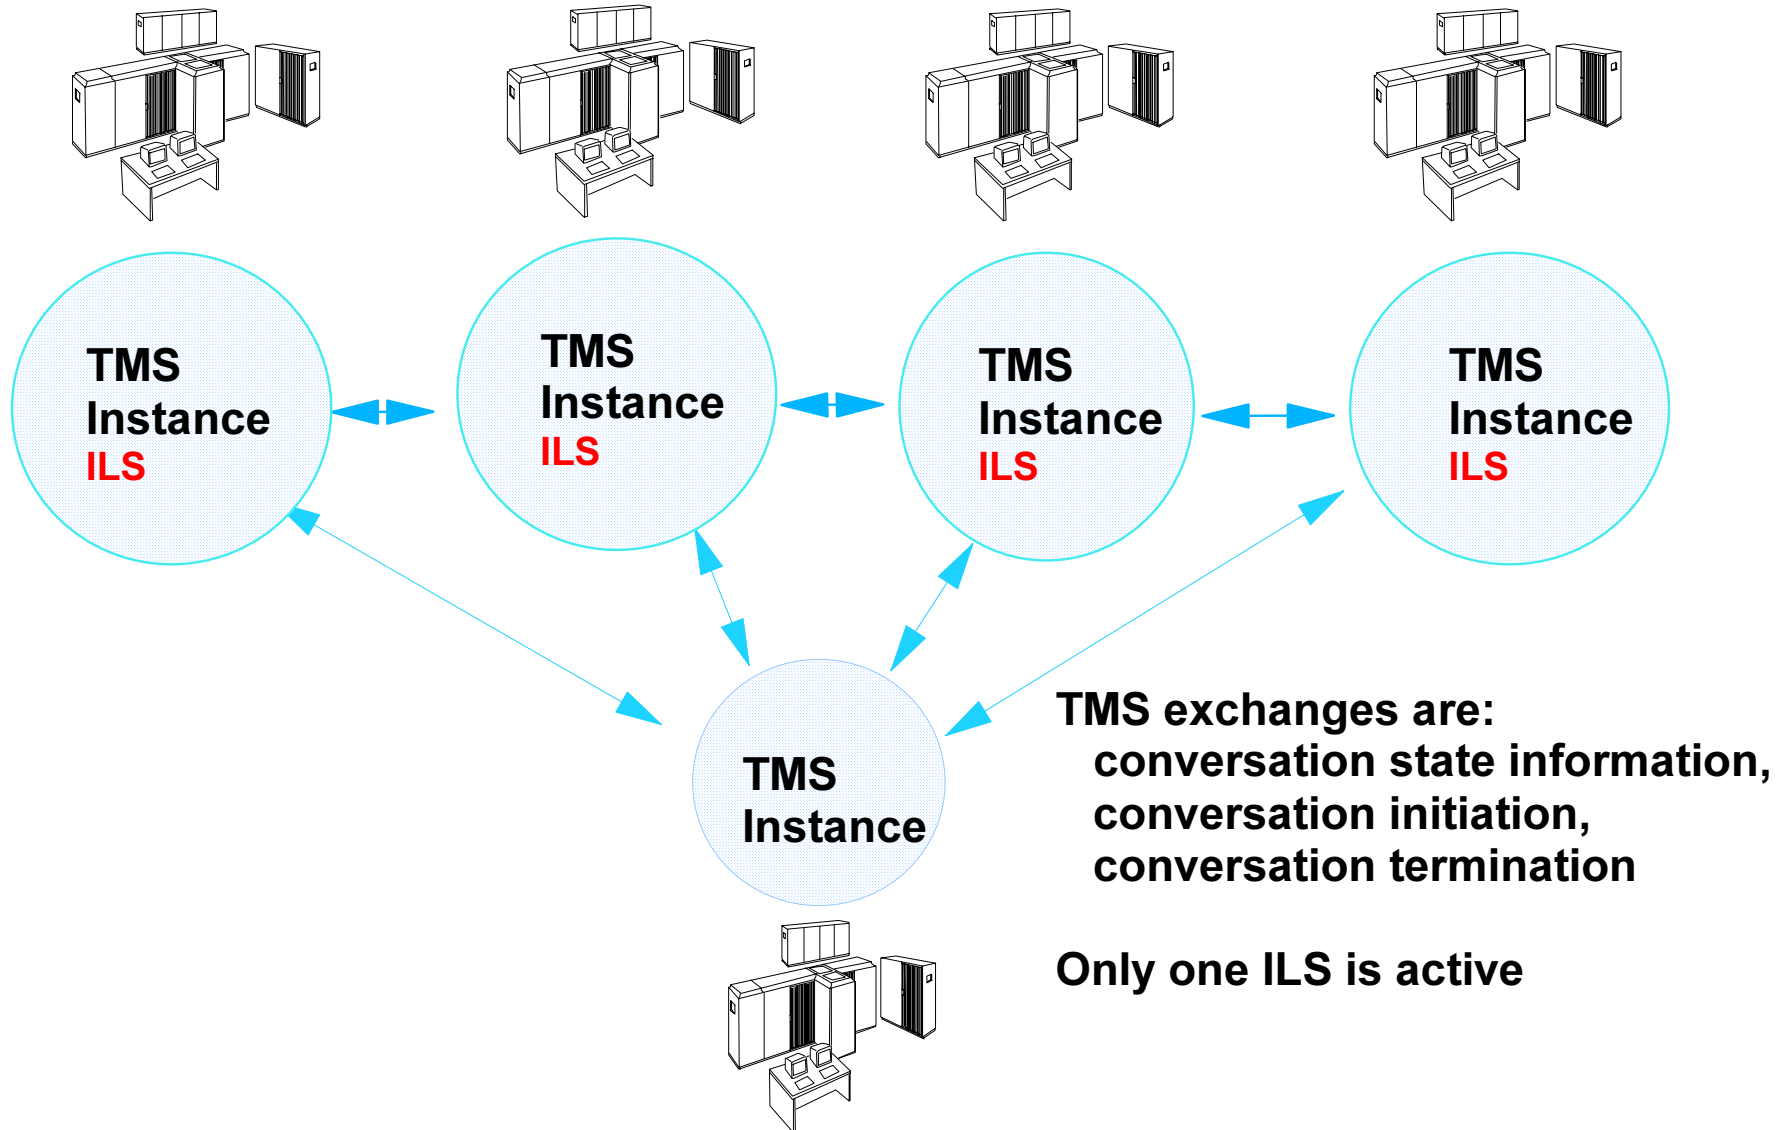 TMS
Instance
ILS
TMS
Instance
ILS
TMS
Instance
ILS
TMS
Instance
ILS
TMS
Instance
TMS exchanges are:
conversation state information,
conversation initiation,
conversation termination
Only one ILS is active